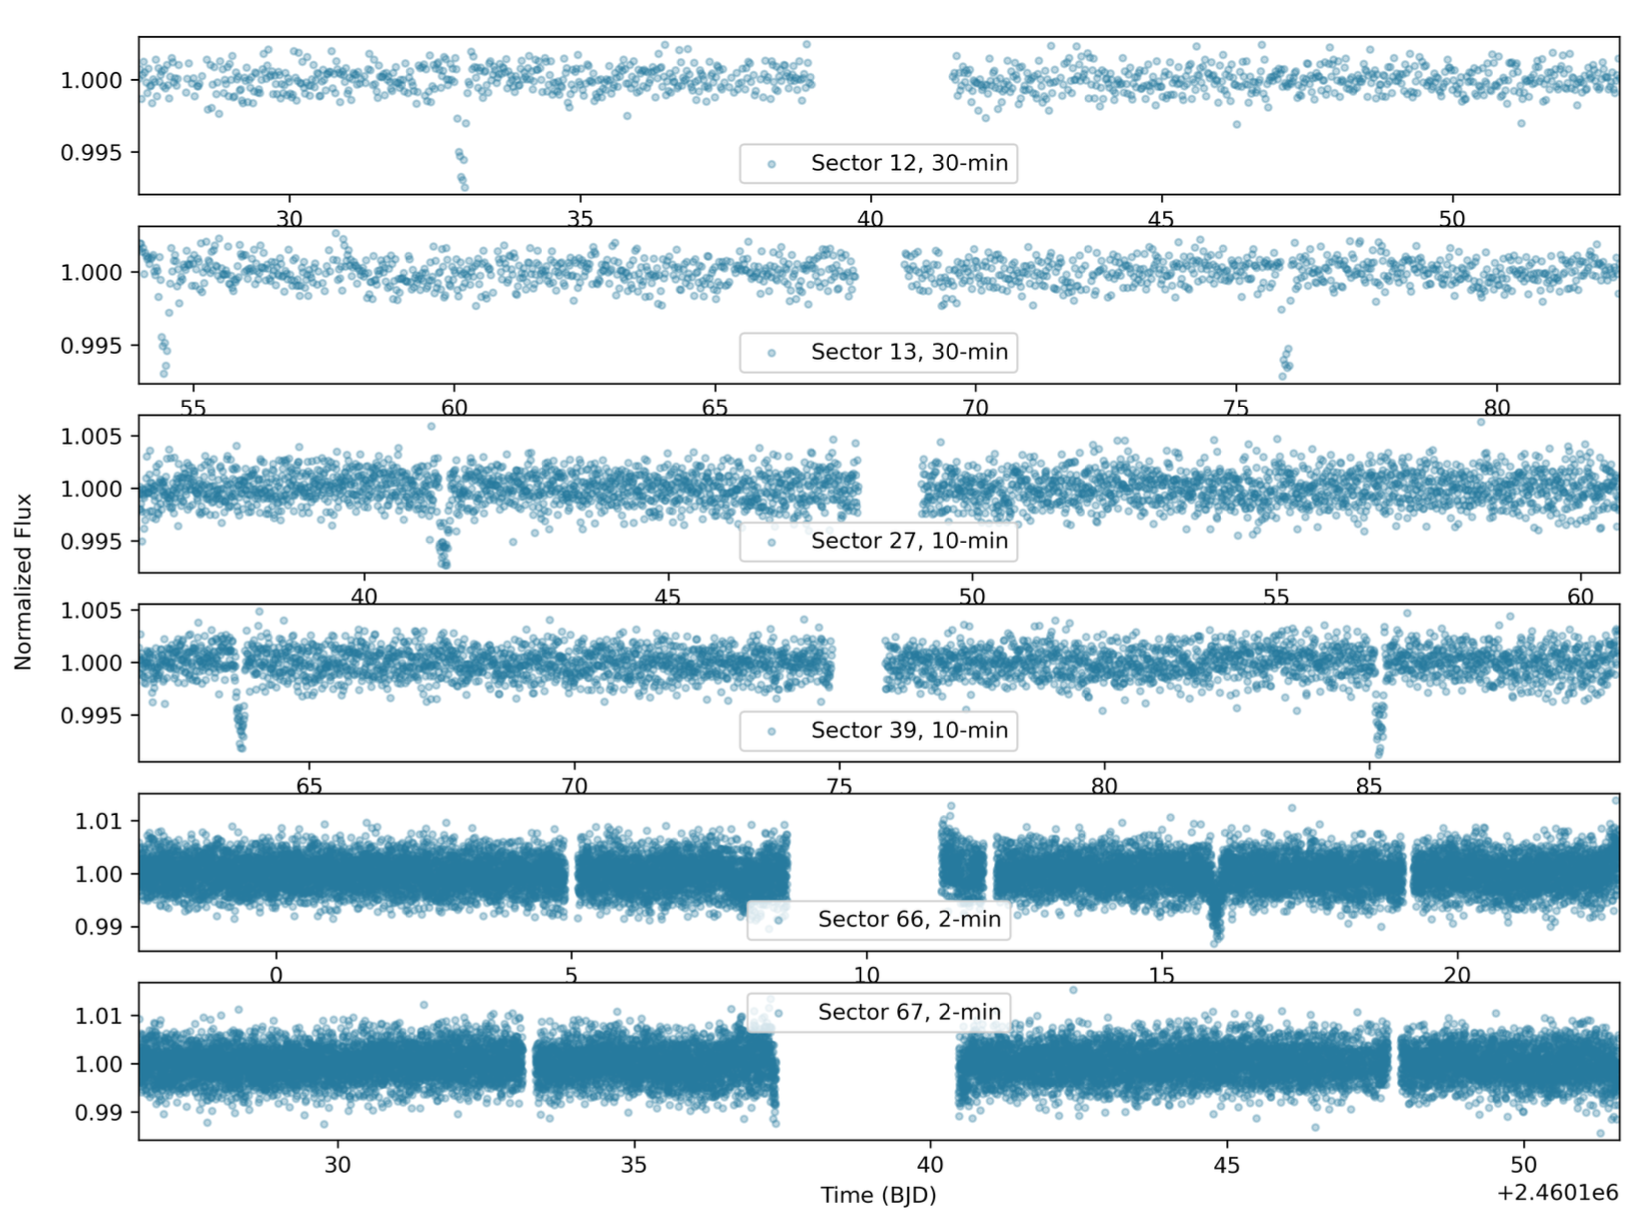 1.000
0.995
Sector 12, 30-min
30 35 40 45 50
1.000
0.995
Sector 13, 30-min
55 60 65 70 75 80
1.005
1.000
0.995
Sector 27, 10-min
40 45 50 55 60
Normalized Flux
1.005
1.000
0.995
Sector 39, 10-min
65 70 75 80 85
1.01
1.00
0.99
Sector 66, 2-min
0 5 10 15 20
1.01
1.00
0.99
Sector 67, 2-min
30 35 40 45 50
Time (BJD)
+2.4601e6